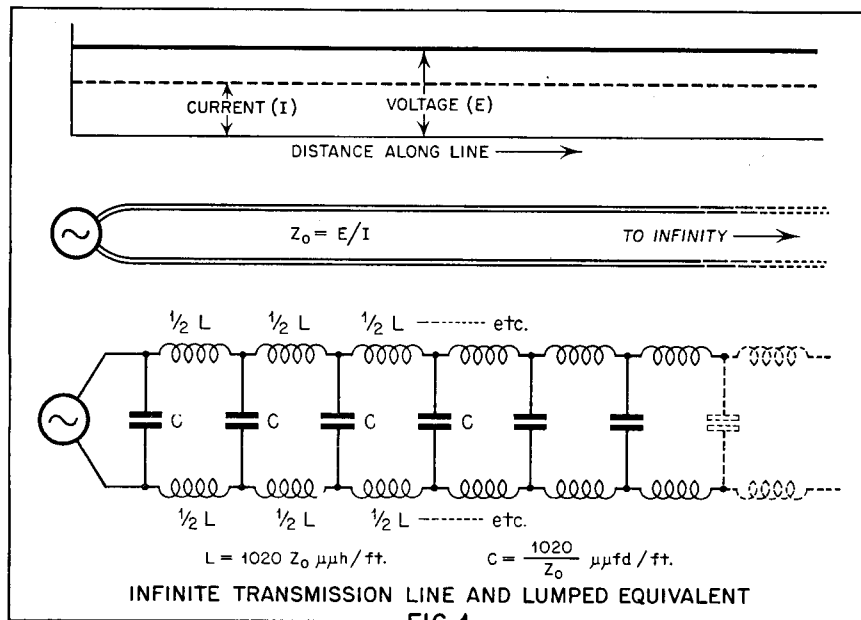 CURRENT (I)
VOLTAGE (E)
DISTANCE ALONG LINE
Z₀ = E/I
TO INFINITY
½ L ½ L ½ L etc.
C C C C
½ L ½ L ½ L etc.
L = 1020 Z₀ μμh/ft. C = 1020/Z₀ μμfd/ft.
INFINITE TRANSMISSION LINE AND LUMPED EQUIVALENT